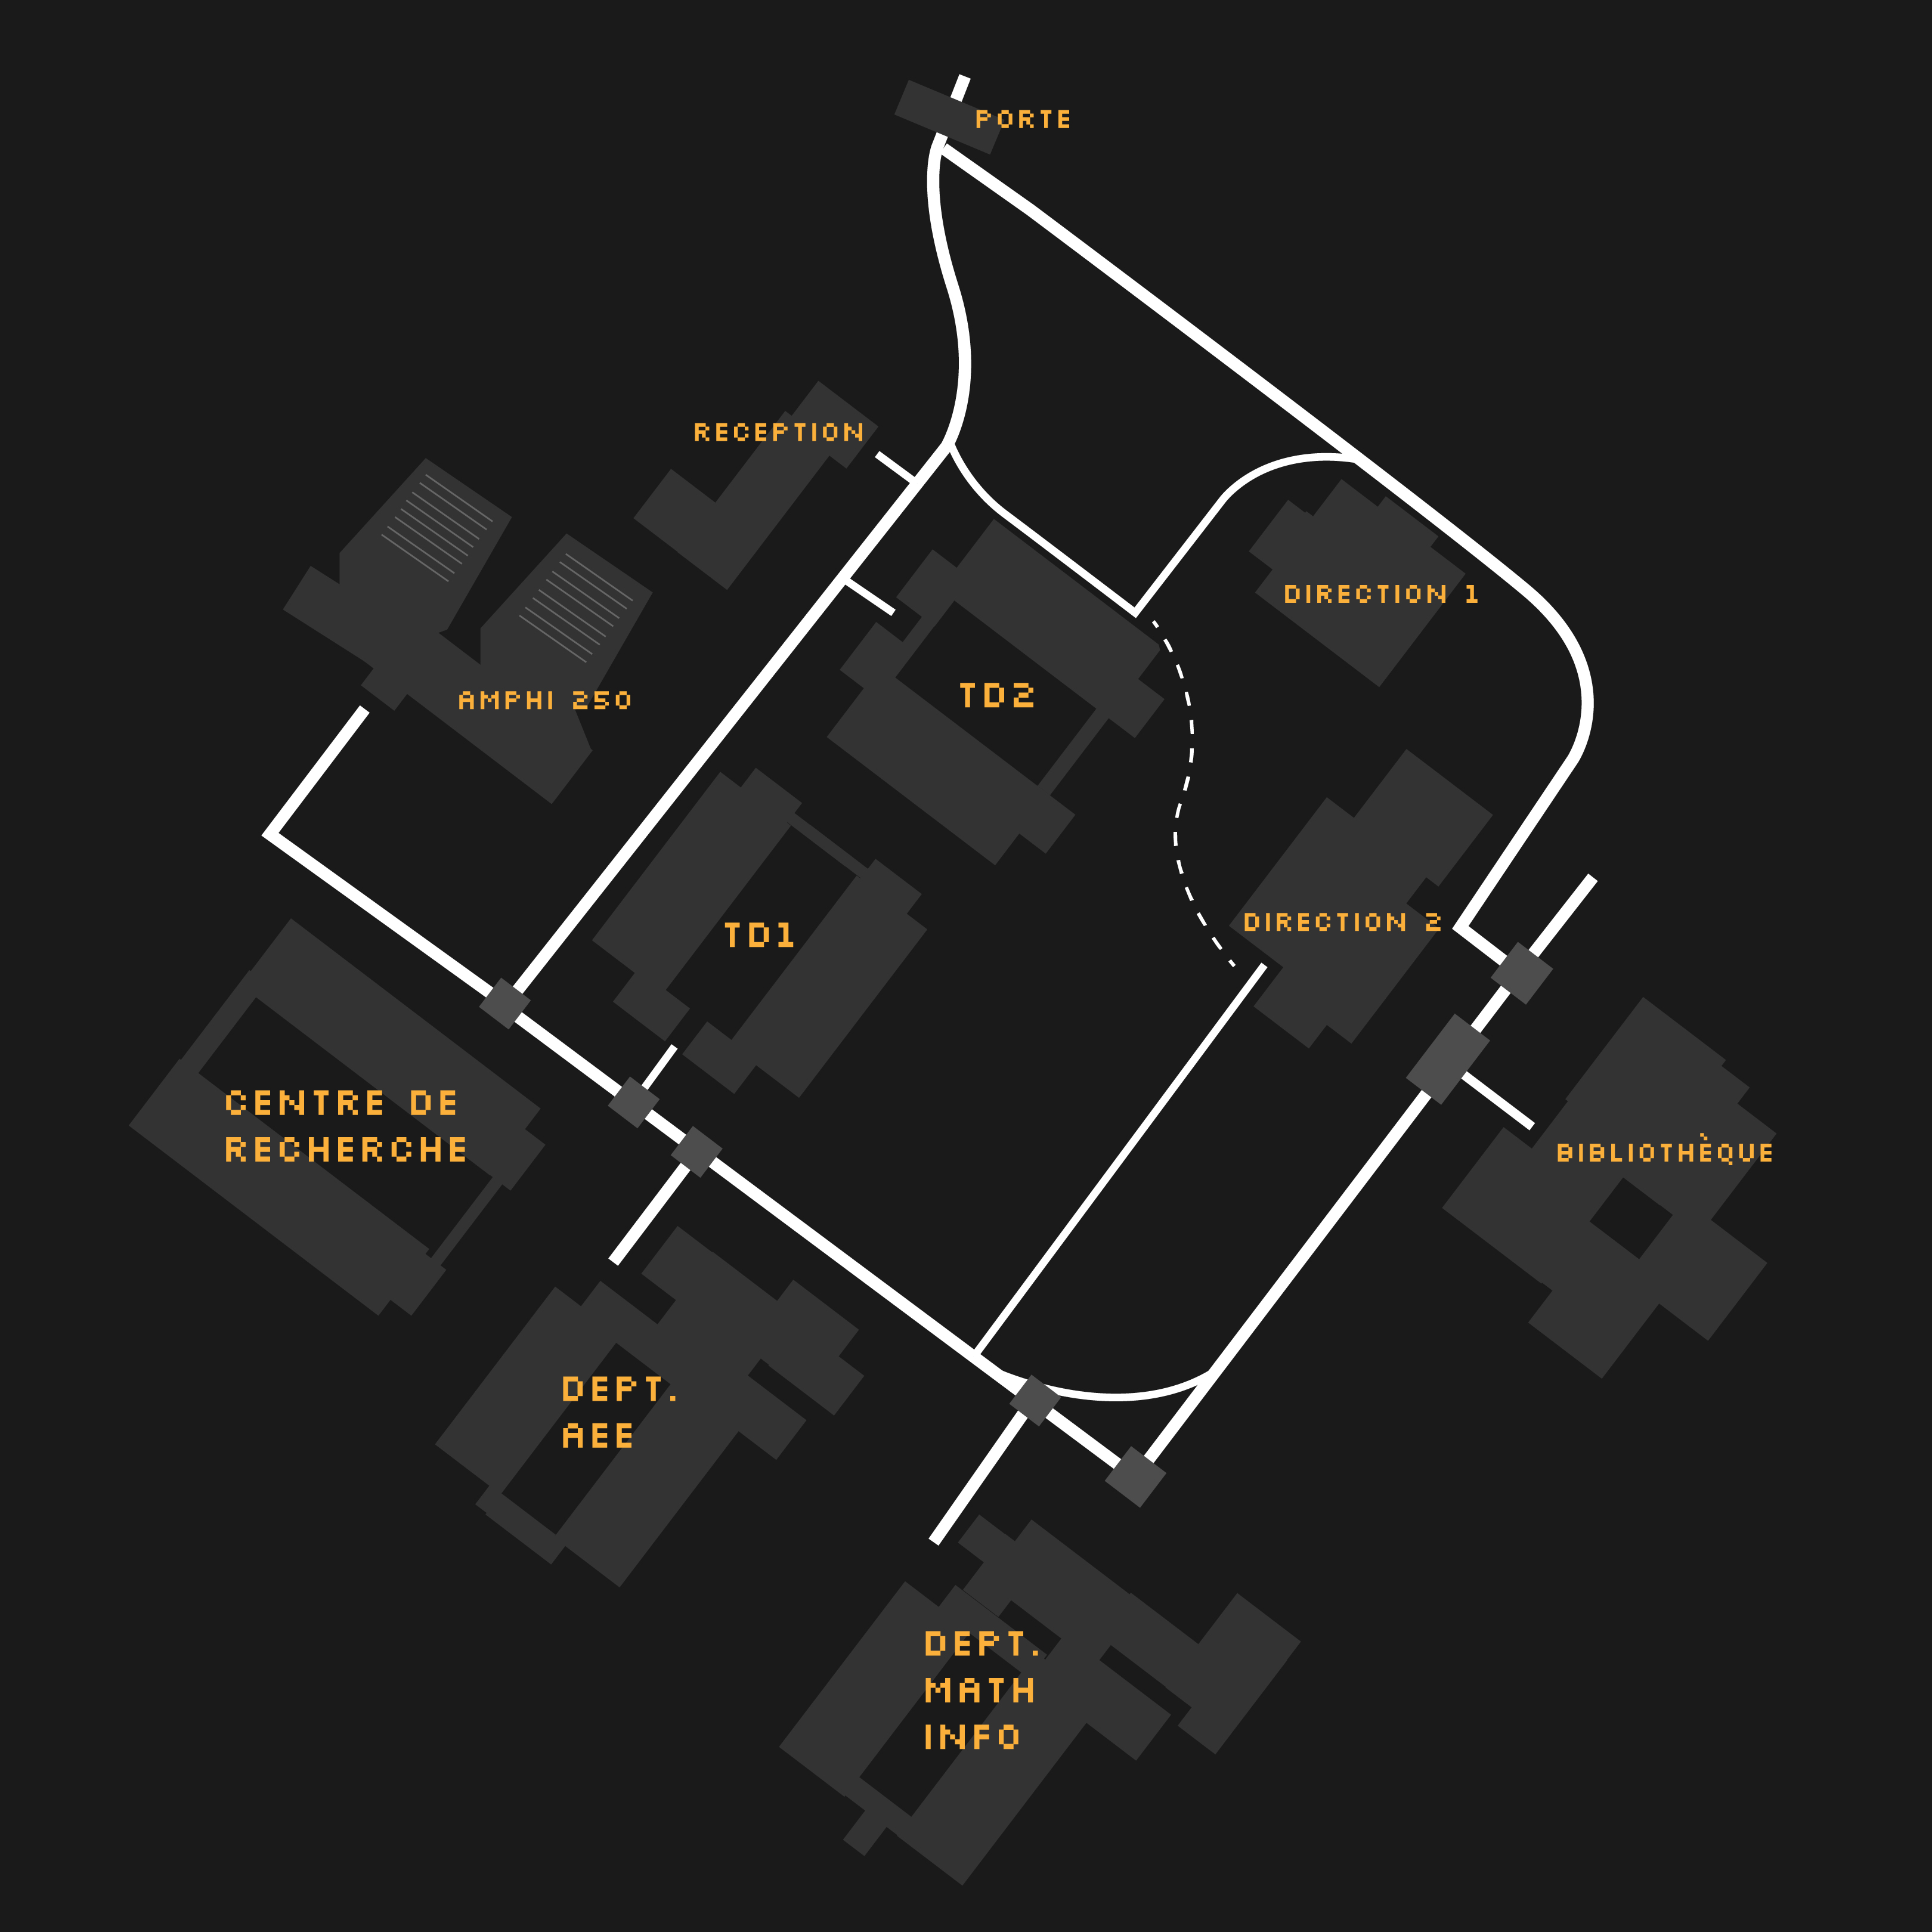 PORTE
RECEPTION
DIRECTION 1
AMPHI 250
TD2
DIRECTION 2
TD1
CENTRE DE
RECHERCHE
BIBLIOTHÈQUE
DEPT.
AEE
DEPT.
MATH
INFO